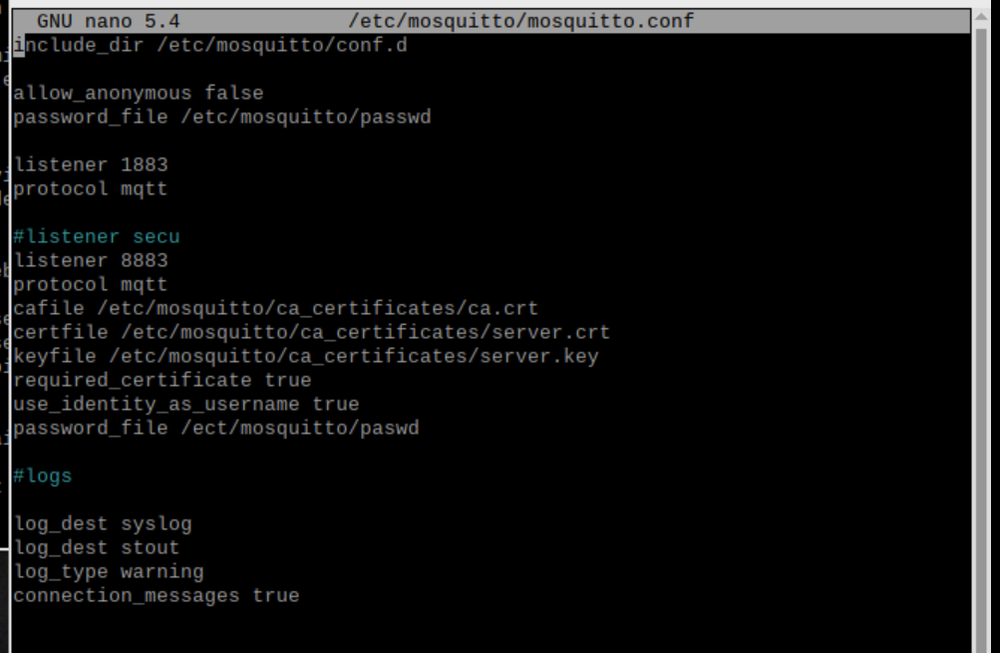 GNU nano 5.4 /etc/mosquitto/mosquitto.conf
include_dir /etc/mosquitto/conf.d
allow_anonymous false
password_file /etc/mosquitto/passwd
listener 1883
protocol mqtt
#listener secu
listener 8883
protocol mqtt
cafile /etc/mosquitto/ca_certificates/ca.crt
certfile /etc/mosquitto/ca_certificates/server.crt
keyfile /etc/mosquitto/ca_certificates/server.key
required_certificate true
use_identity_as_username true
password_file /ect/mosquitto/paswd
#logs
log_dest syslog
log_dest stout
log_type warning
connection_messages true